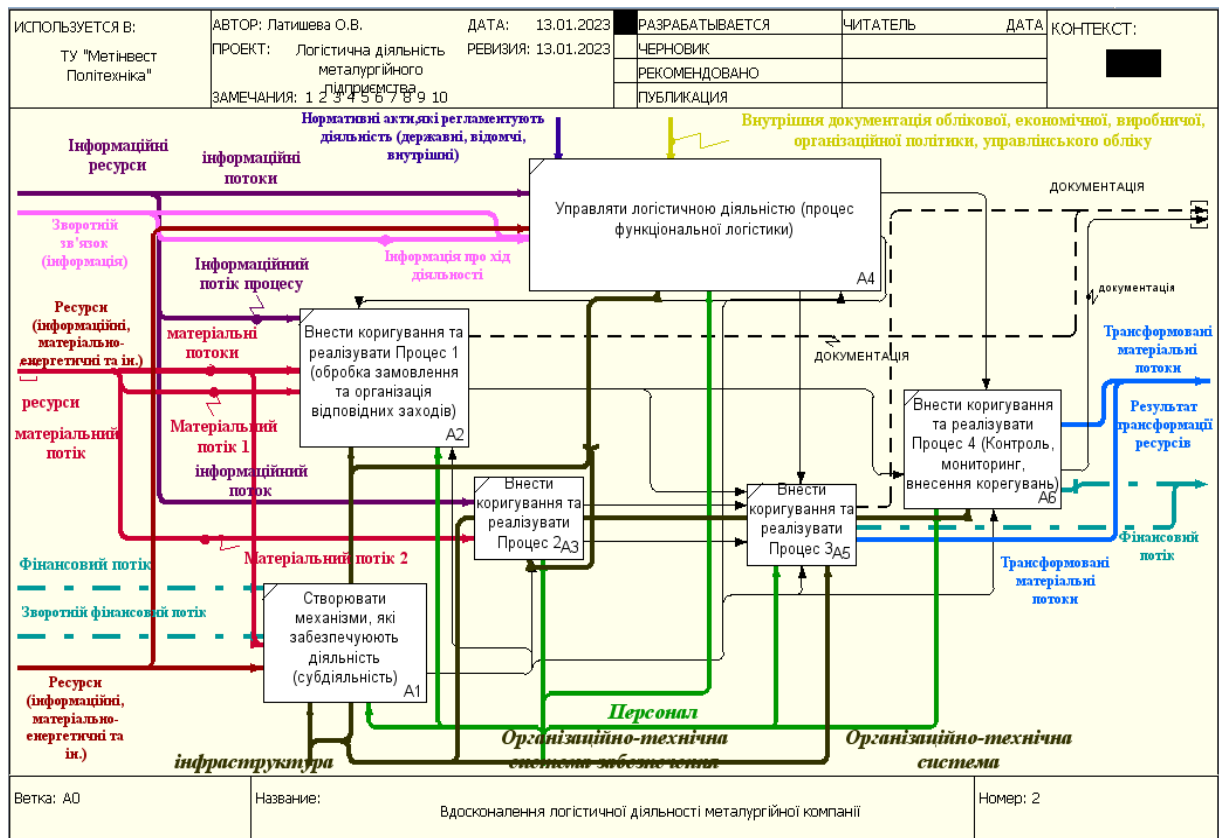 ИСПОЛЬЗУЕТСЯ В:
ТУ "Метінвест
Політехніка"
АВТОР: Латишева О.В.
ДАТА: 13.01.2023
ПРОЕКТ: Логістична діяльність
металургійного
підприємства
РЕВИЗИЯ: 13.01.2023
ЗАМЕЧАНИЯ: 1 2 3 4 5 6 7 8 9 10
РАЗРАБАТЫВАЕТСЯ
ЧЕРНОВИК
РЕКОМЕНДОВАНО
ПУБЛИКАЦИЯ
ЧИТАТЕЛЬ
ДАТА
КОНТЕКСТ:
Нормативні акти,які регламентують
діяльність (державні, відомчі,
внутрішні)
Внутрішня документація облікової, економічної, виробничої,
організаційної політики, управлінського
обліку
Інформаційні
ресурси
інформаційні
потоки
Управляти логістичною діяльністю (процес
функціональної логістики)
A4
ДОКУМЕНТАЦІЯ
Зворотній
зв'язок
(інформація)
Інформація про хід
діяльності
Інформаційний
потік процесу
документація
Ресурси
(інформаційні,
матеріально-
енергетичні та ін.)
матеріальні
потоки
Внести коригування та
реалізувати Процес 1
(обробка замовлення
та організація
відповідних заходів)
A2
ДОКУМЕНТАЦІЯ
Трансформовані
матеріальні
потоки
ресурси
матеріальний
потік
Матеріальний
потік 1
Внести коригування
та реалізувати
Процес 4 (Контроль,
мониторинг,
внесення корегувань)
A6
Результат
трансформації
ресурсів
інформаційний
поток
Внести
коригування та
реалізувати
Процес 2
A3
Внести
коригування та
реалізувати
Процес 3
A5
Фінансовий
потік
Матеріальний потік 2
Трансформовані
матеріальні
потоки
Фінансовий потік
Зворотній фінансовий потік
Створювати
механізми, які
забезпечуюють
діяльність
(субдіяльність)
A1
Ресурси
(інформаційні,
матеріально-
енергетичні та
ін.)
Персонал
інфраструктура
Організаційно-технічна
система забезпечення
Організаційно-технічна
система
Ветка: A0
Название:
Вдосконалення логістичної діяльності металургійної компанії
Номер: 2